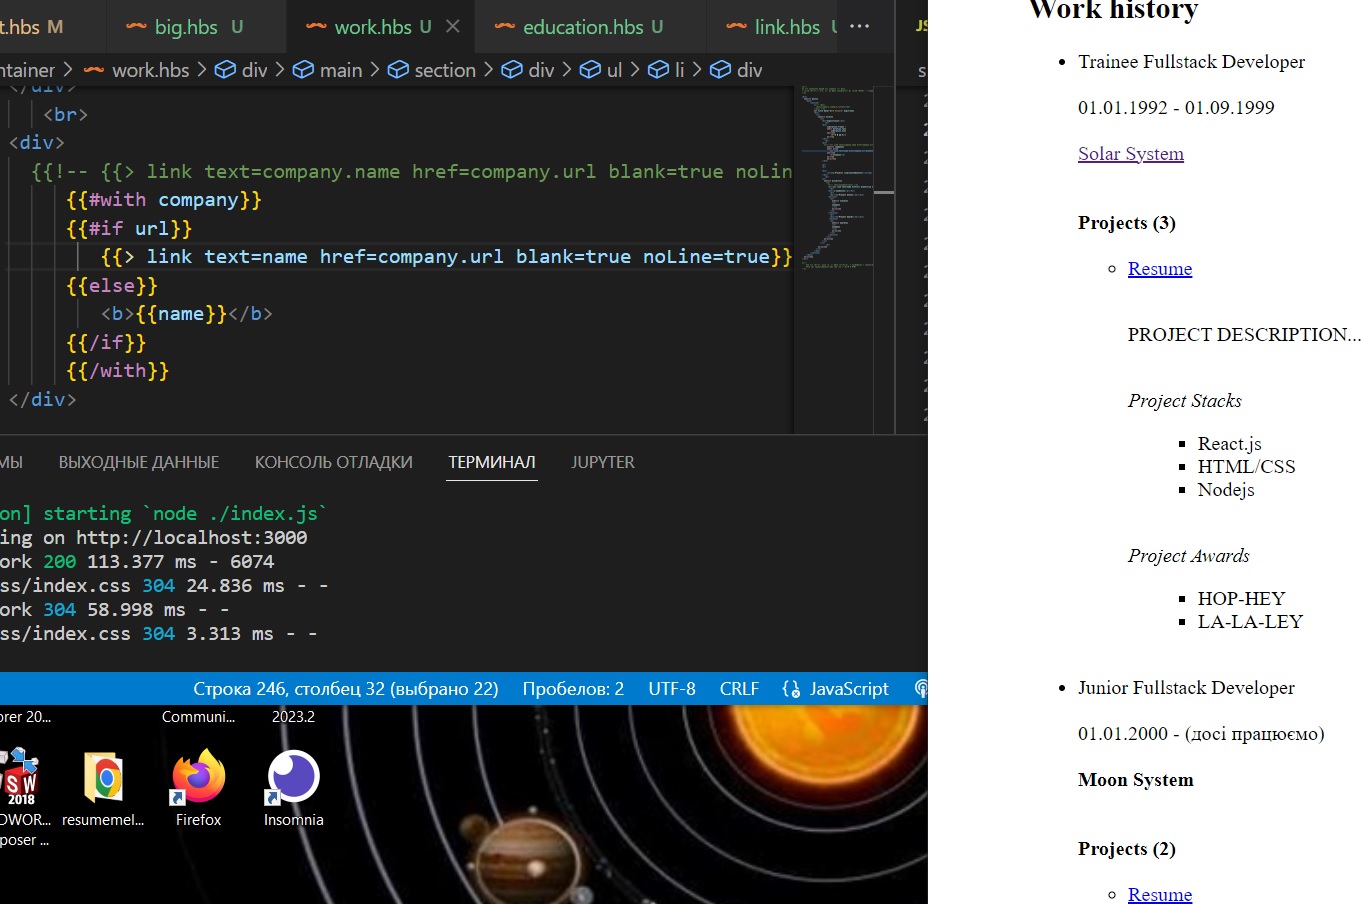 t.hbs M big.hbs U work.hbs U education.hbs U link.hbs JS
ntainer > work.hbs > div > main > section > div > ul > li > div s
</div>
<br>
<div>
{{!-- {{> link text=company.name href=company.url blank=true noLin
{{#with company}}
{{#if url}}
{{> link text=name href=company.url blank=true noLine=true}}
{{else}}
<b>{{name}}</b>
{{/if}}
{{/with}}
</div>
МЫ ВЫХОДНЫЕ ДАННЫЕ КОНСОЛЬ ОТЛАДКИ ТЕРМИНАЛ JUPYTER
on] starting `node ./index.js`
ing on http://localhost:3000
ork 200 113.377 ms - 6074
ss/index.css 304 24.836 ms - -
ork 304 58.998 ms - -
ss/index.css 304 3.313 ms - -
Строка 246, столбец 32 (выбрано 22) Пробелов: 2 UTF-8 CRLF JavaScript
orer 20... Communi... 2023.2
SW
2018
DWOR... resumemel... Firefox Insomnia
poser ...
Work history
Trainee Fullstack Developer
01.01.1992 - 01.09.1999
Solar System
Projects (3)
Resume
PROJECT DESCRIPTION...
Project Stacks
React.js
HTML/CSS
Nodejs
Project Awards
HOP-HEY
LA-LA-LEY
Junior Fullstack Developer
01.01.2000 - (досі працюємо)
Moon System
Projects (2)
Resume